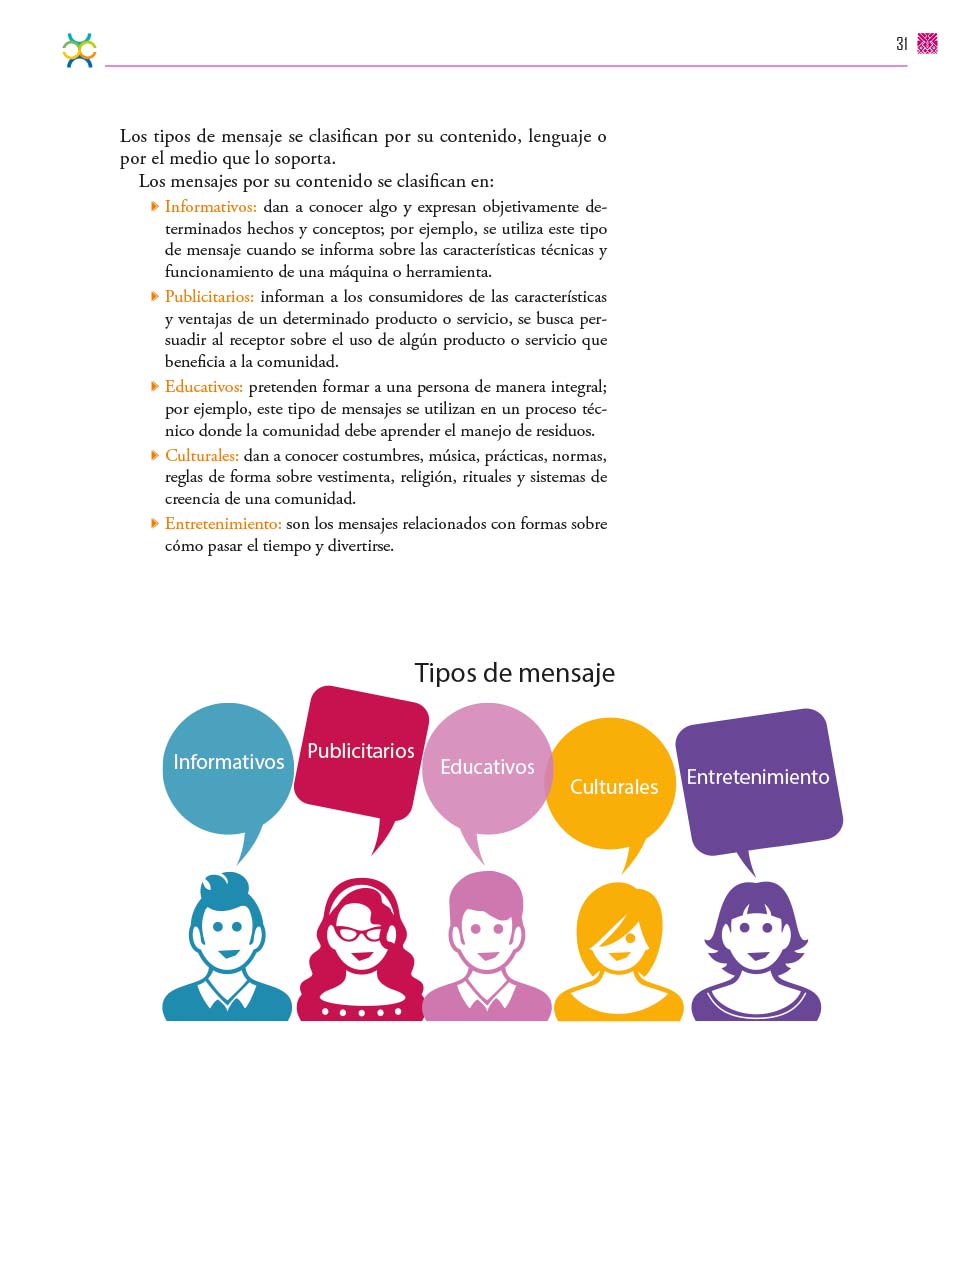 31
Los tipos de mensaje se clasifican por su contenido, lenguaje o
por el medio que lo soporta.
Los mensajes por su contenido se clasifican en:
Informativos: dan a conocer algo y expresan objetivamente de-
terminados hechos y conceptos; por ejemplo, se utiliza este tipo
de mensaje cuando se informa sobre las características técnicas y
funcionamiento de una máquina o herramienta.
Publicitarios: informan a los consumidores de las características
y ventajas de un determinado producto o servicio, se busca per-
suadir al receptor sobre el uso de algún producto o servicio que
beneficia a la comunidad.
Educativos: pretenden formar a una persona de manera integral;
por ejemplo, este tipo de mensajes se utilizan en un proceso téc-
nico donde la comunidad debe aprender el manejo de residuos.
Culturales: dan a conocer costumbres, música, prácticas, normas,
reglas de forma sobre vestimenta, religión, rituales y sistemas de
creencia de una comunidad.
Entretenimiento: son los mensajes relacionados con formas sobre
cómo pasar el tiempo y divertirse.
Tipos de mensaje
Informativos
Publicitarios
Educativos
Culturales
Entretenimiento